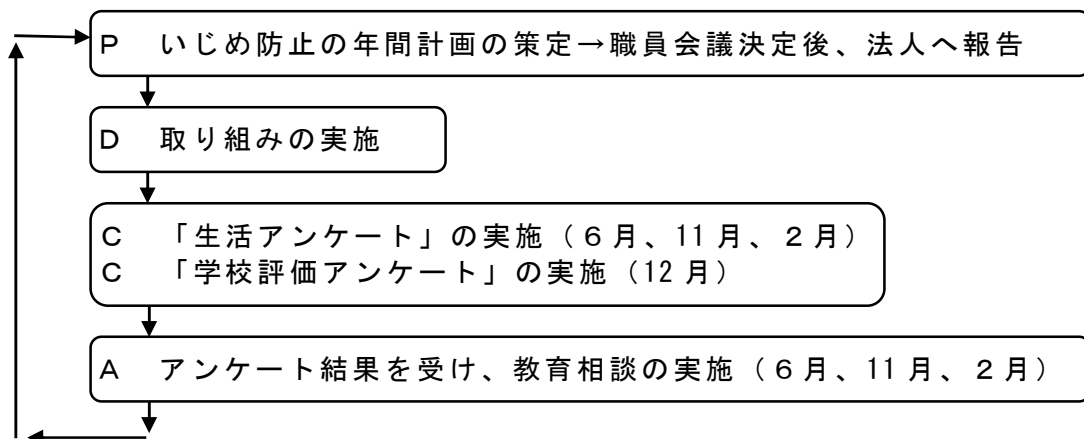 P いじめ防止の年間計画の策定→職員会議決定後、法人へ報告
D 取り組みの実施
C 「生活アンケート」の実施（６月、11月、２月）
C 「学校評価アンケート」の実施（12月）
A アンケート結果を受け、教育相談の実施（６月、11月、２月）